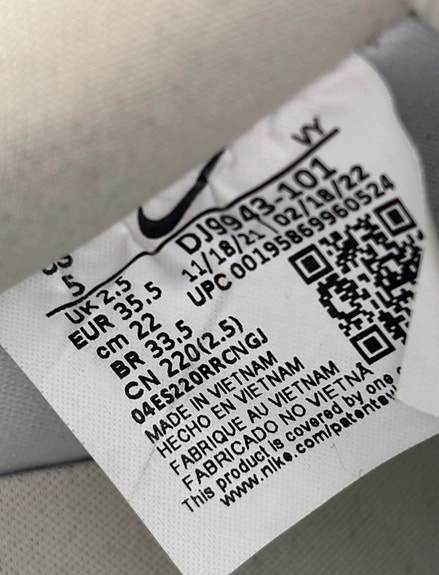 VY
DJ9943-101
11/18/21 02/18/22
UPC 00195869960524
5
UK 2,5
EUR 35,5
cm 22
BR 33,5
CN 220(2.5)
04ES220RRCNGJ
MADE IN VIETNAM
HECHO EN VIETNAM
FABRIQUE AU VIETNAM
FABRICADO NO VIETNÃ
This product is covered by one
www.nike.com/patents